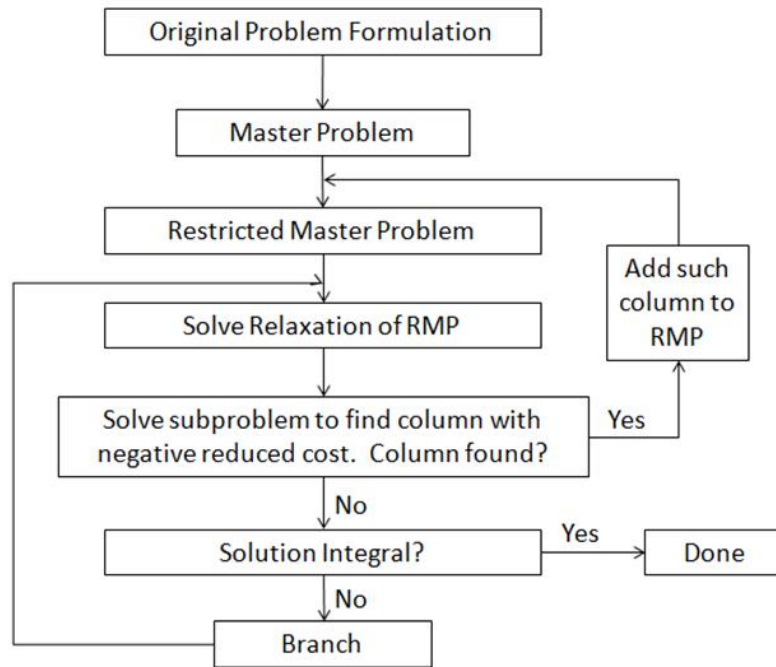 Original Problem Formulation
Master Problem
Restricted Master Problem
Add such
column to
RMP
Solve Relaxation of RMP
Solve subproblem to find column with
negative reduced cost.  Column found?
Yes
No
Solution Integral?
Yes
Done
No
Branch